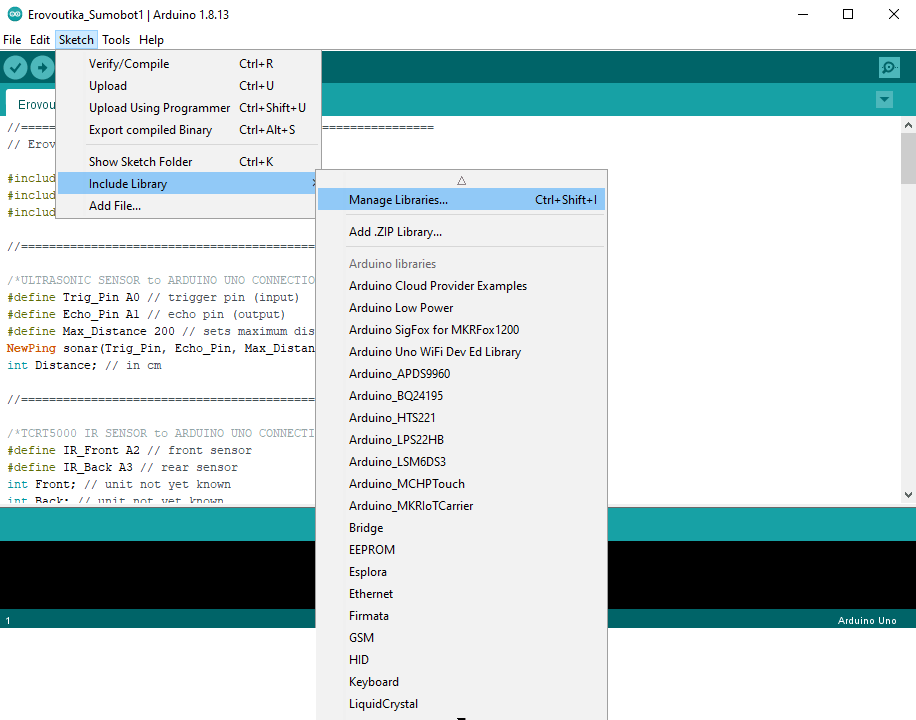 Erovoutika_Sumobot1 | Arduino 1.8.13
File Edit Sketch Tools Help
Verify/Compile Ctrl+R
Upload Ctrl+U
Upload Using Programmer Ctrl+Shift+U
Export compiled Binary Ctrl+Alt+S
Show Sketch Folder Ctrl+K
Include Library
Add File...
Manage Libraries... Ctrl+Shift+I
Add .ZIP Library...
Arduino libraries
Arduino Cloud Provider Examples
Arduino Low Power
Arduino SigFox for MKRFox1200
Arduino Uno WiFi Dev Ed Library
Arduino_APDS9960
Arduino_BQ24195
Arduino_HTS221
Arduino_LPS22HB
Arduino_LSM6DS3
Arduino_MCHPTouch
Arduino_MKRIoTCarrier
Bridge
EEPROM
Esplora
Ethernet
Firmata
GSM
HID
Keyboard
LiquidCrystal
Erovou
//===========================================================
// Erov
#includ
#includ
#includ
//==========================================
/*ULTRASONIC SENSOR to ARDUINO UNO CONNECTIO
#define Trig_Pin A0 // trigger pin (input)
#define Echo_Pin A1 // echo pin (output)
#define Max_Distance 200 // sets maximum dis
NewPing sonar(Trig_Pin, Echo_Pin, Max_Distan
int Distance; // in cm
//==========================================
/*TCRT5000 IR SENSOR to ARDUINO UNO CONNECTI
#define IR_Front A2 // front sensor
#define IR_Back A3 // rear sensor
int Front; // unit not yet known
int Back; // unit not yet known
1
Arduino Uno